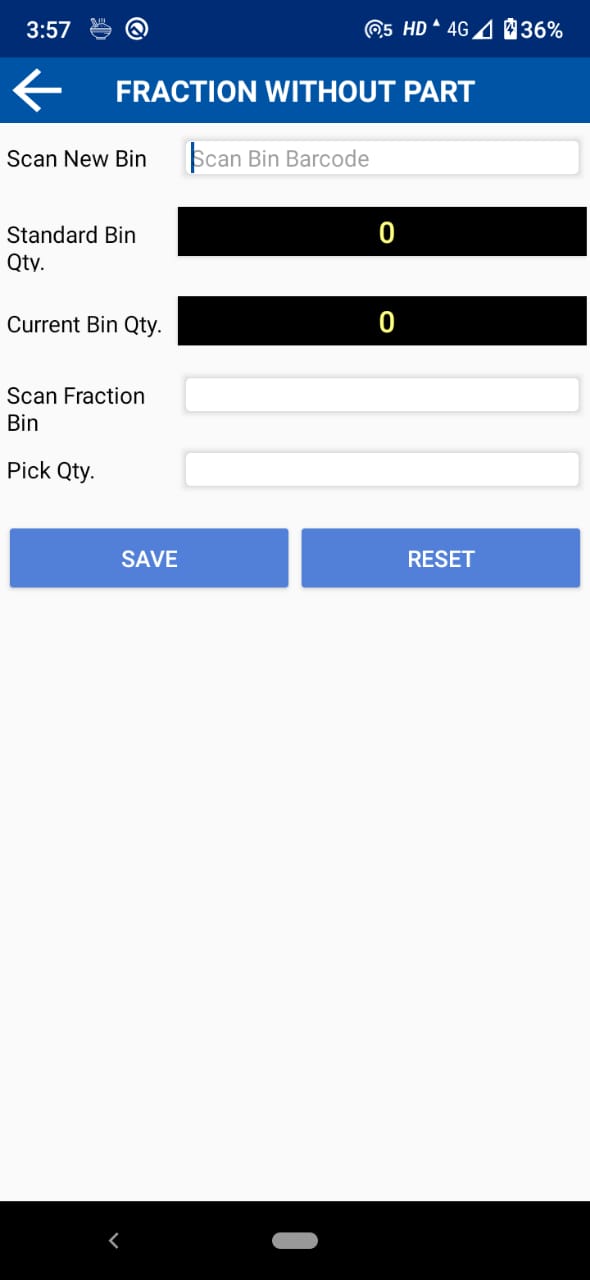 3:57 5 HD 4G 36%
FRACTION WITHOUT PART
Scan New Bin Scan Bin Barcode
Standard Bin 0
Qty.
Current Bin Qty. 0
Scan Fraction
Bin
Pick Qty.
SAVE RESET